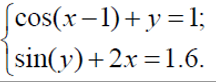 cos(x−1)+ y = 1;
sin(y)+ 2x = 1.6.